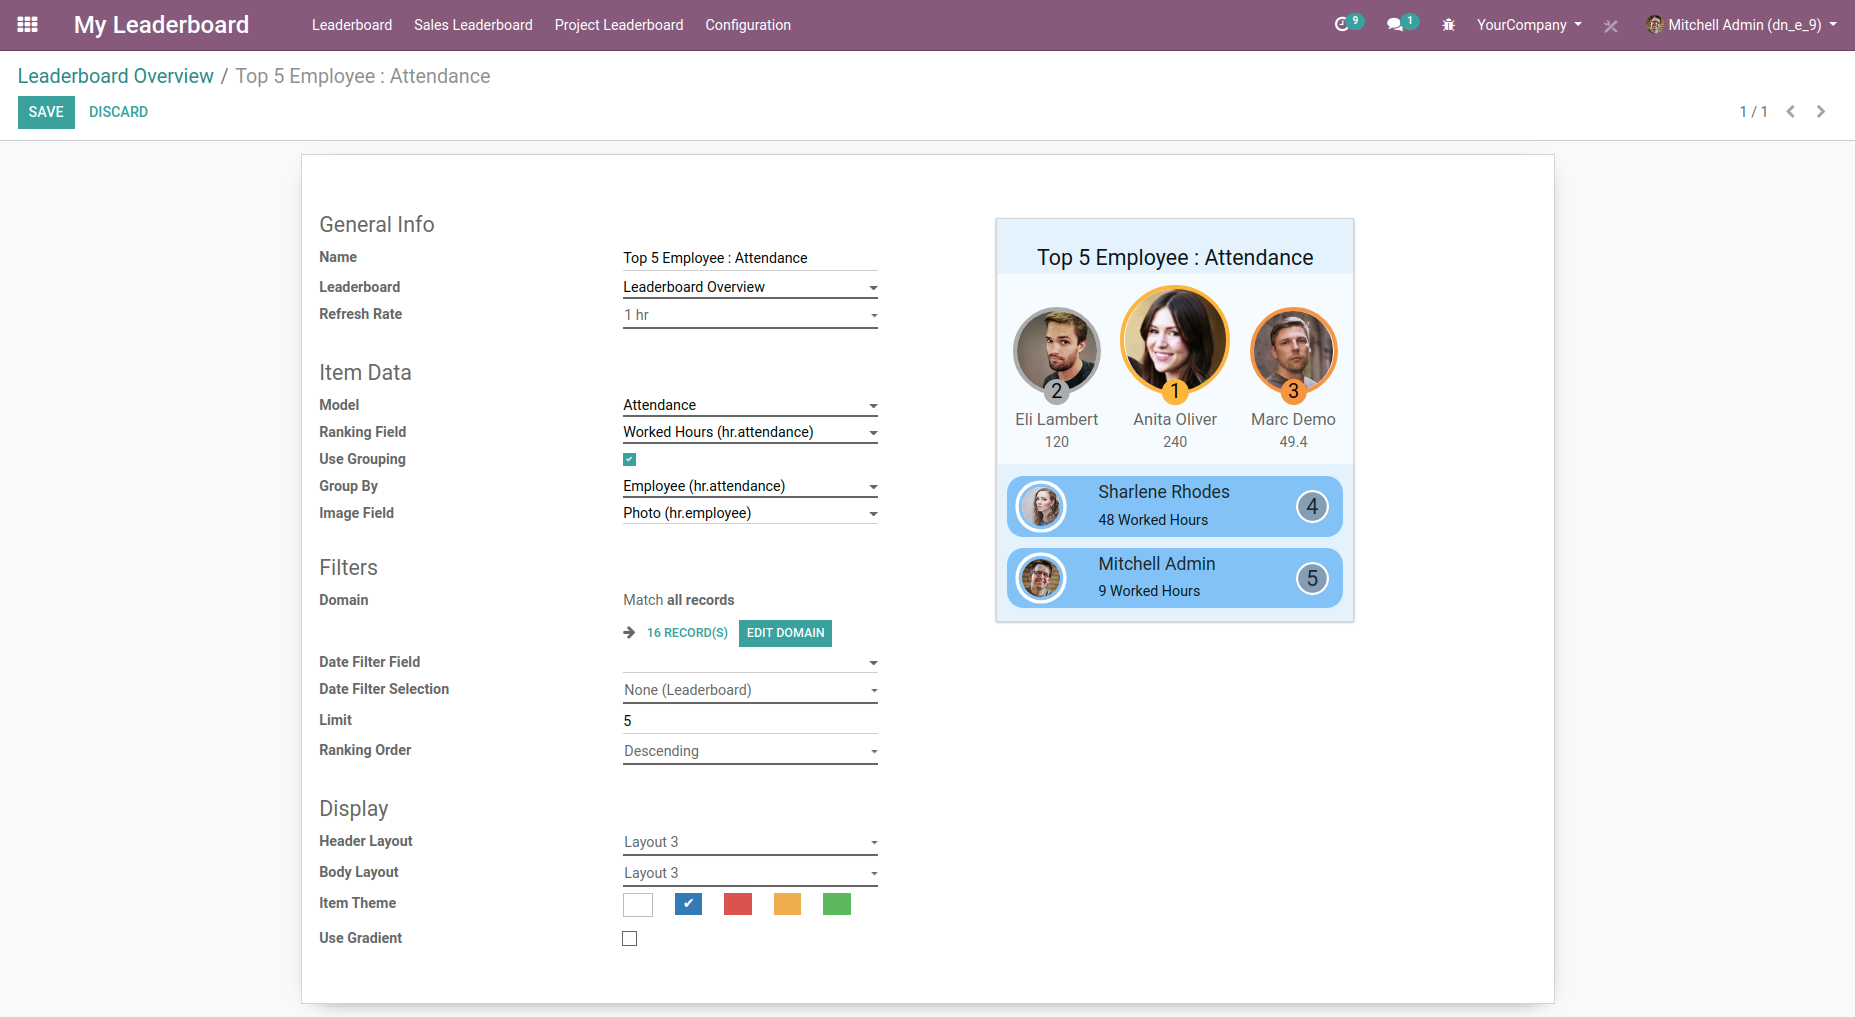 My Leaderboard Leaderboard Sales Leaderboard Project Leaderboard Configuration 9 1 YourCompany Mitchell Admin (dn_e_9)
Leaderboard Overview / Top 5 Employee : Attendance
SAVE DISCARD 1 / 1
General Info
Name Top 5 Employee : Attendance
Leaderboard Leaderboard Overview
Refresh Rate 1 hr
Item Data
Model Attendance
Ranking Field Worked Hours (hr.attendance)
Use Grouping
Group By Employee (hr.attendance)
Image Field Photo (hr.employee)
Filters
Domain Match all records
16 RECORD(S) EDIT DOMAIN
Date Filter Field
Date Filter Selection None (Leaderboard)
Limit 5
Ranking Order Descending
Display
Header Layout Layout 3
Body Layout Layout 3
Item Theme
Use Gradient
Top 5 Employee : Attendance
2 1 3
Eli Lambert Anita Oliver Marc Demo
120 240 49.4
Sharlene Rhodes 4
48 Worked Hours
Mitchell Admin 5
9 Worked Hours